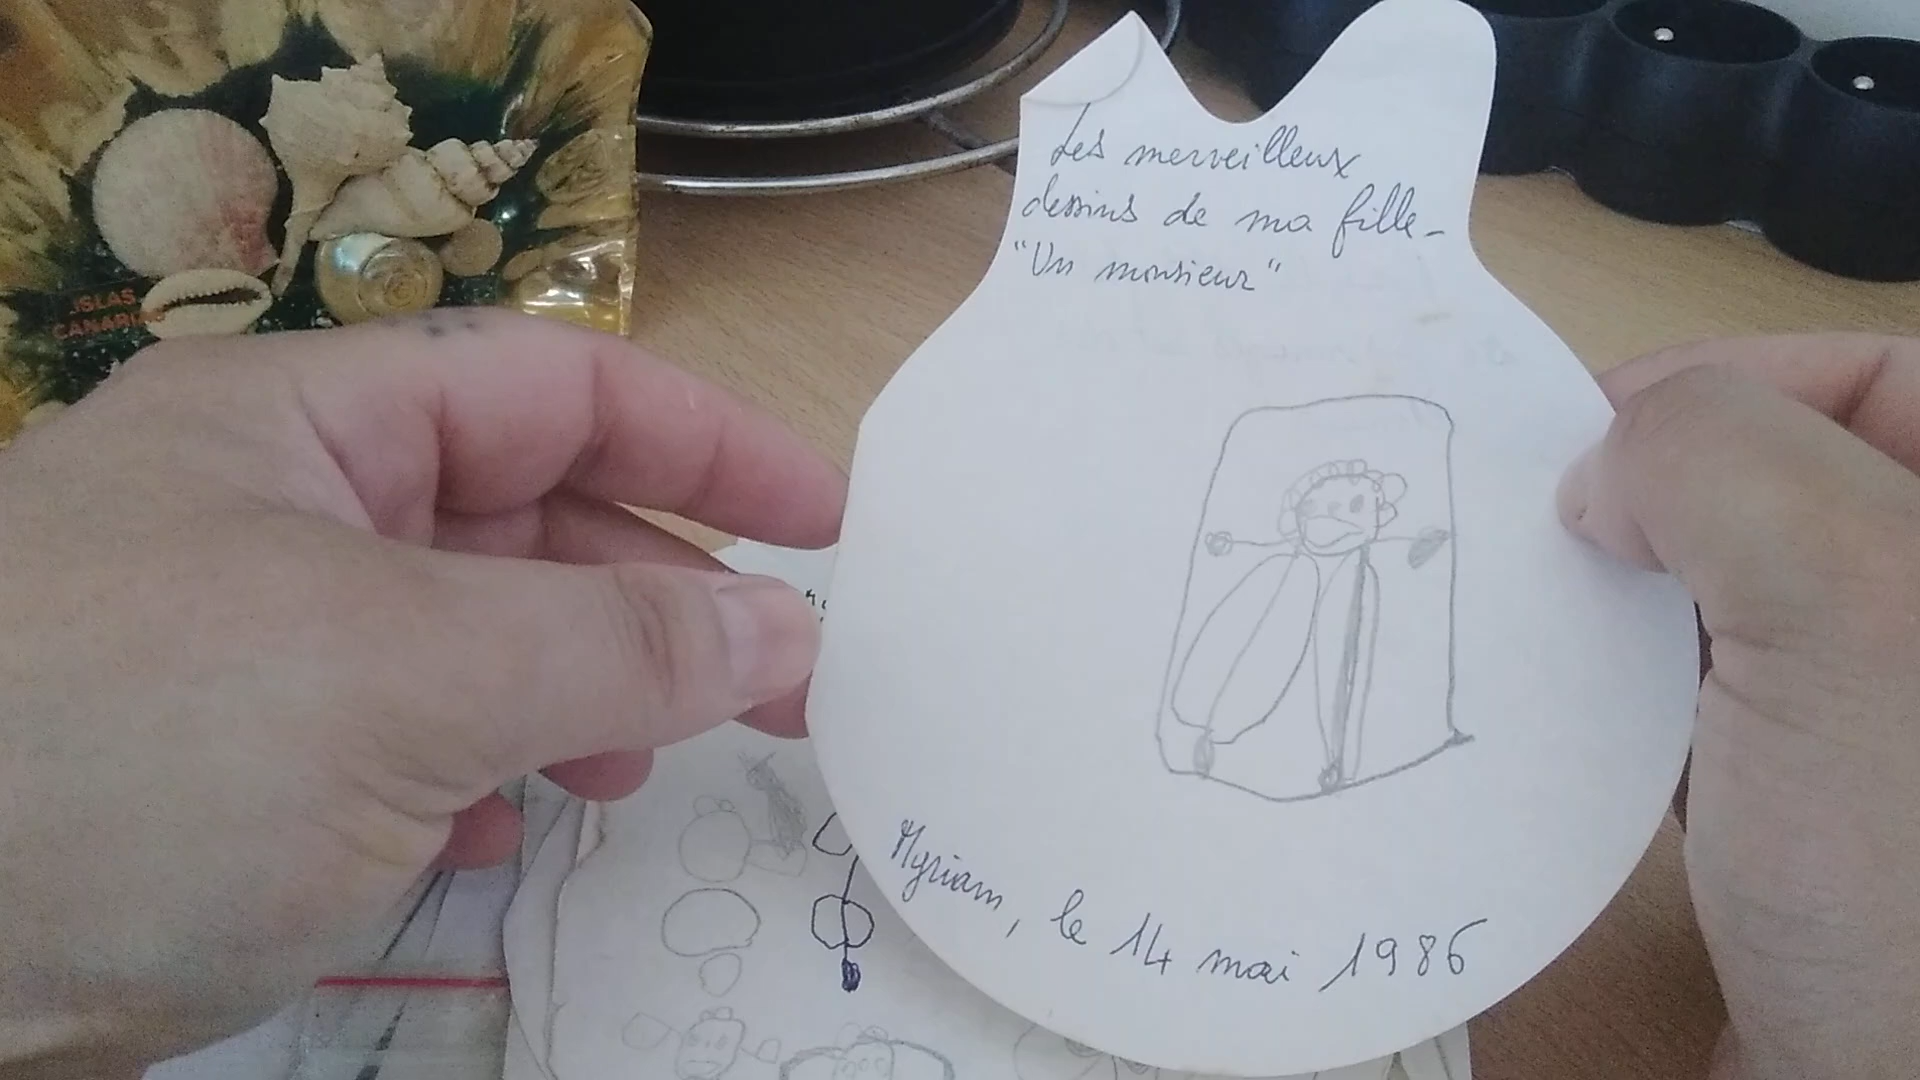 Les merveilleux
dessins de ma fille-
"Un monsieur"
Myriam, le 14 mai 1986
ISLAS
CANARIAS